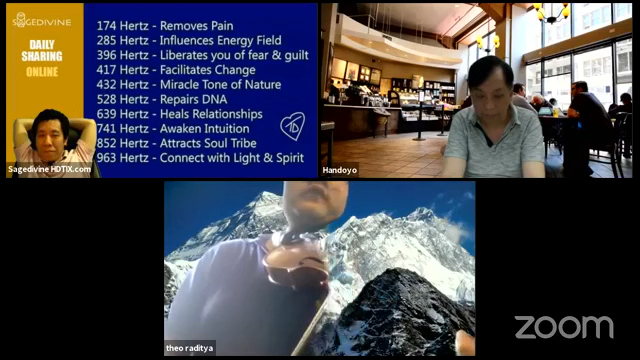 SAGEDIVINE
DAILY
SHARING
ONLINE
174 Hertz - Removes Pain
285 Hertz - Influences Energy Field
396 Hertz - Liberates you of fear & guilt
417 Hertz - Facilitates Change
432 Hertz - Miracle Tone of Nature
528 Hertz - Repairs DNA
639 Hertz - Heals Relationships
741 Hertz - Awaken Intuition
852 Hertz - Attracts Soul Tribe
963 Hertz - Connect with Light & Spirit
Sagedivine HDTIX.com
Handoyo
theo raditya
zoom